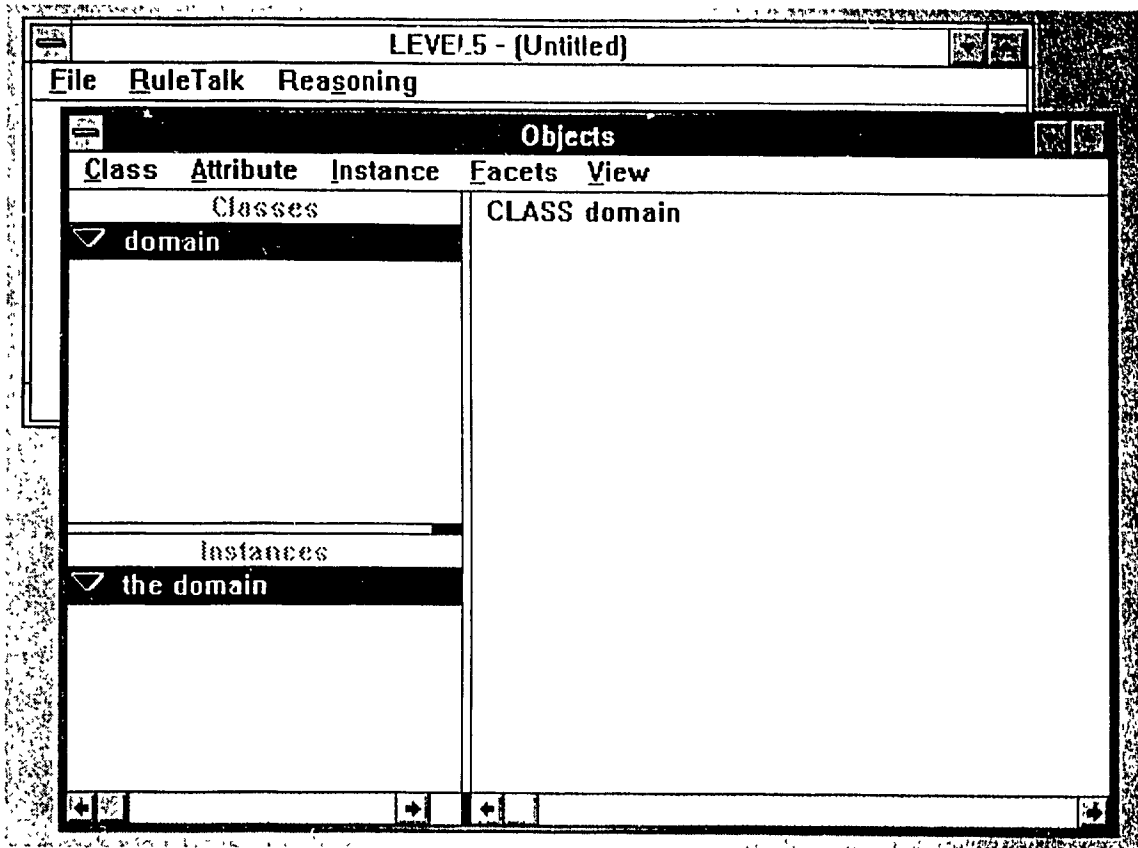 LEVEL5 - (Untitled)
File RuleTalk Reasoning
Objects
Class Attribute Instance Facets View
Classes
CLASS domain
domain
Instances
the domain